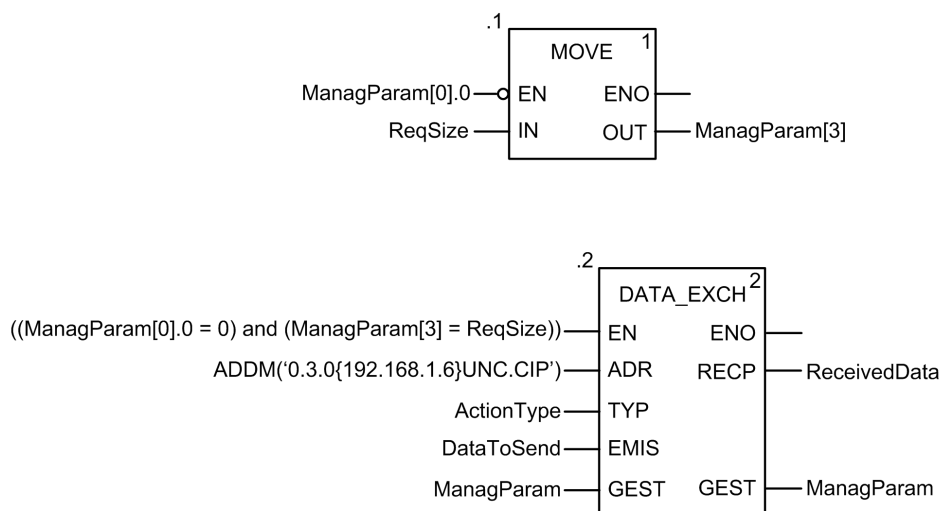 .1
1
MOVE
ManagParam[0].0 EN ENO
ReqSize IN OUT ManagParam[3]
.2
2
DATA_EXCH
((ManagParam[0].0 = 0) and (ManagParam[3] = ReqSize)) EN ENO
ADDM(‘0.3.0{192.168.1.6}UNC.CIP’) ADR RECP ReceivedData
ActionType TYP
DataToSend EMIS
ManagParam GEST GEST ManagParam